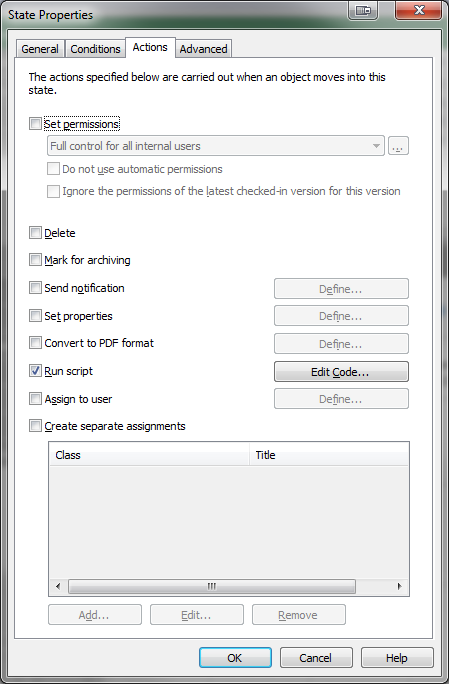 State Properties
General Conditions Actions Advanced
The actions specified below are carried out when an object moves into this
state.
Set permissions
Full control for all internal users ...
Do not use automatic permissions
Ignore the permissions of the latest checked-in version for this version
Delete
Mark for archiving
Send notification Define...
Set properties Define...
Convert to PDF format Define...
Run script Edit Code...
Assign to user Define...
Create separate assignments
Class Title
Add... Edit... Remove
OK Cancel Help